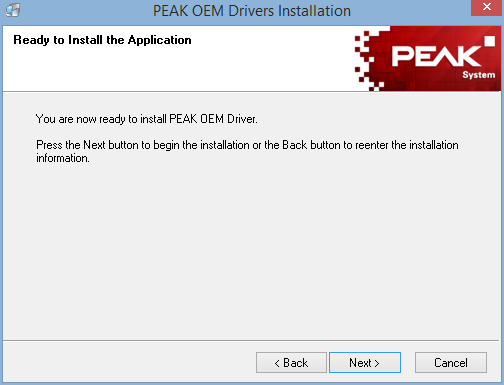 PEAK OEM Drivers Installation
Ready to Install the Application
PEAK
System
You are now ready to install PEAK OEM Driver.
Press the Next button to begin the installation or the Back button to reenter the installation
information.
< Back
Next >
Cancel